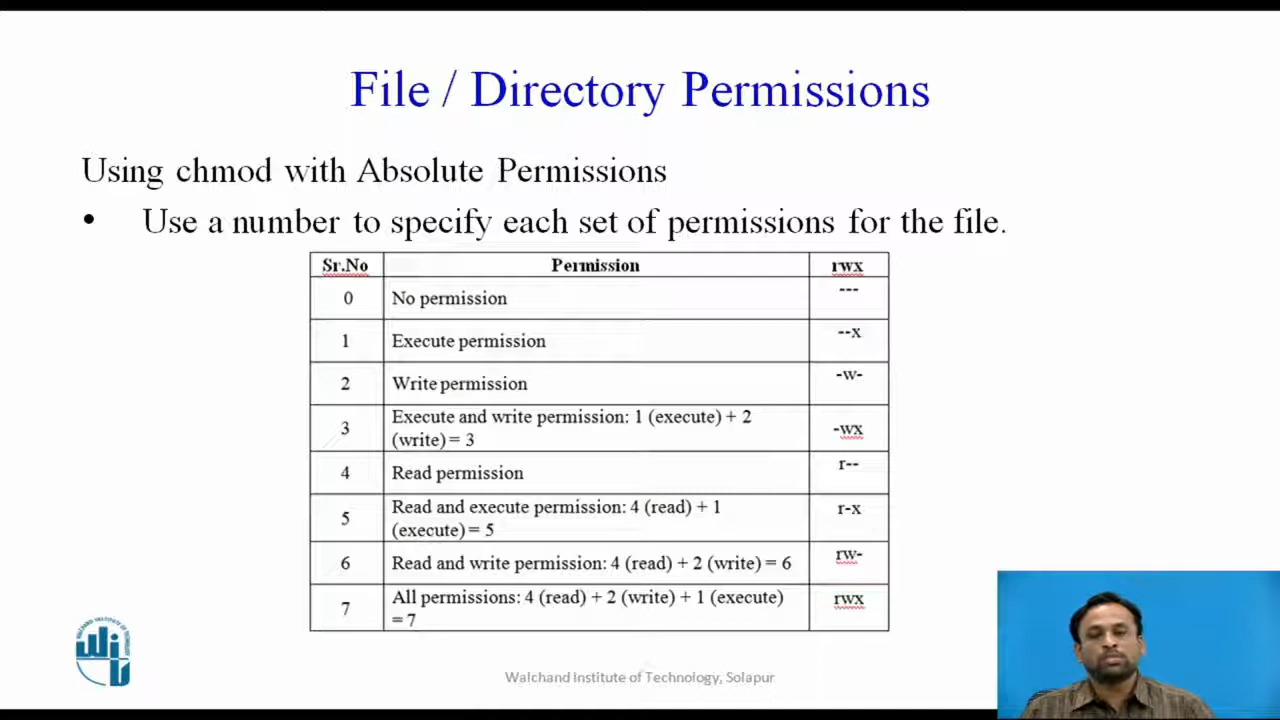 File / Directory Permissions
Using chmod with Absolute Permissions
• Use a number to specify each set of permissions for the file.
Sr.No Permission rwx
0 No permission ---
1 Execute permission --x
2 Write permission -w-
3 Execute and write permission: 1 (execute) + 2
(write) = 3 -wx
4 Read permission r--
5 Read and execute permission: 4 (read) + 1
(execute) = 5 r-x
6 Read and write permission: 4 (read) + 2 (write) = 6 rw-
7 All permissions: 4 (read) + 2 (write) + 1 (execute)
= 7 rwx
WALCHAND INSTITUTE OF TECHNOLOGY
Walchand Institute of Technology, Solapur